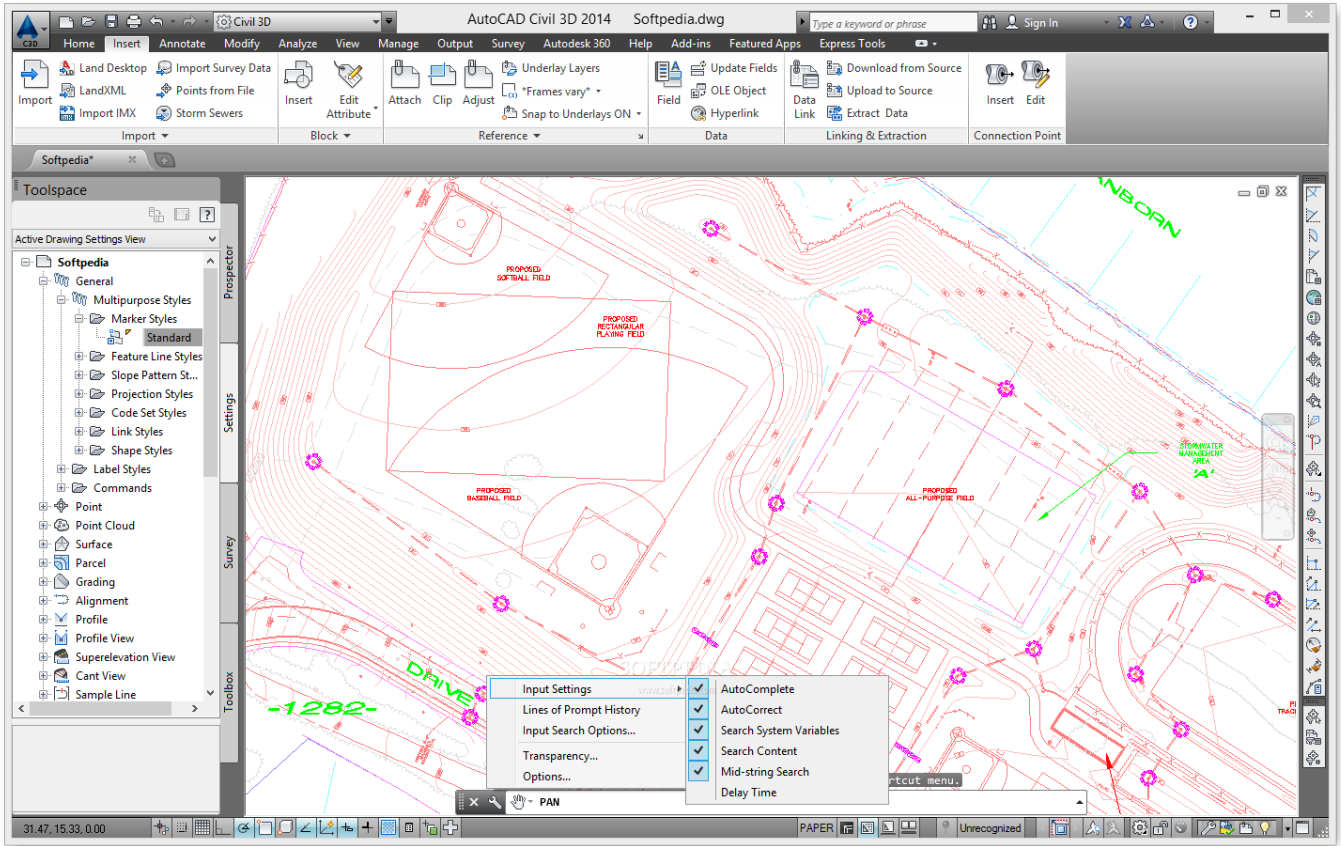 Civil 3D
AutoCAD Civil 3D 2014 Softpedia.dwg
Type a keyword or phrase
Sign In
C3D
Home Insert Annotate Modify Analyze View Manage Output Survey Autodesk 360 Help Add-ins Featured Apps Express Tools
Land Desktop Import Survey Data
LandXML Points from File
Import IMX Storm Sewers
Import
Insert
Edit
Attribute
Attach Clip Adjust
Underlay Layers
*Frames vary*
Snap to Underlays ON
Field
Update Fields
OLE Object
Hyperlink
Data
Link
Download from Source
Upload to Source
Extract Data
Insert Edit
Import
Block
Reference
Data
Linking & Extraction
Connection Point
Softpedia*
Toolspace
Active Drawing Settings View
Softpedia
General
Multipurpose Styles
Marker Styles
Standard
Feature Line Styles
Slope Pattern St...
Projection Styles
Code Set Styles
Link Styles
Shape Styles
Label Styles
Commands
Point
Point Cloud
Surface
Parcel
Grading
Alignment
Profile
Profile View
Superelevation View
Cant View
Sample Line
Prospector
Settings
Survey
Toolbox
ANBORN
PROPOSED
SOFTBALL FIELD
PROPOSED
RECTANGULAR
PLAYING FIELD
PROPOSED
BASEBALL FIELD
PROPOSED
ALL-PURPOSE FIELD
STORMWATER
MANAGEMENT
AREA
'A'
DRIVE
-1282-
SOFTPEDIA
Input Settings
Lines of Prompt History
Input Search Options...
Transparency...
Options...
AutoComplete
AutoCorrect
Search System Variables
Search Content
Mid-string Search
Delay Time
rtcut menu.
PAN
31.47, 15.33, 0.00
PAPER
Unrecognized